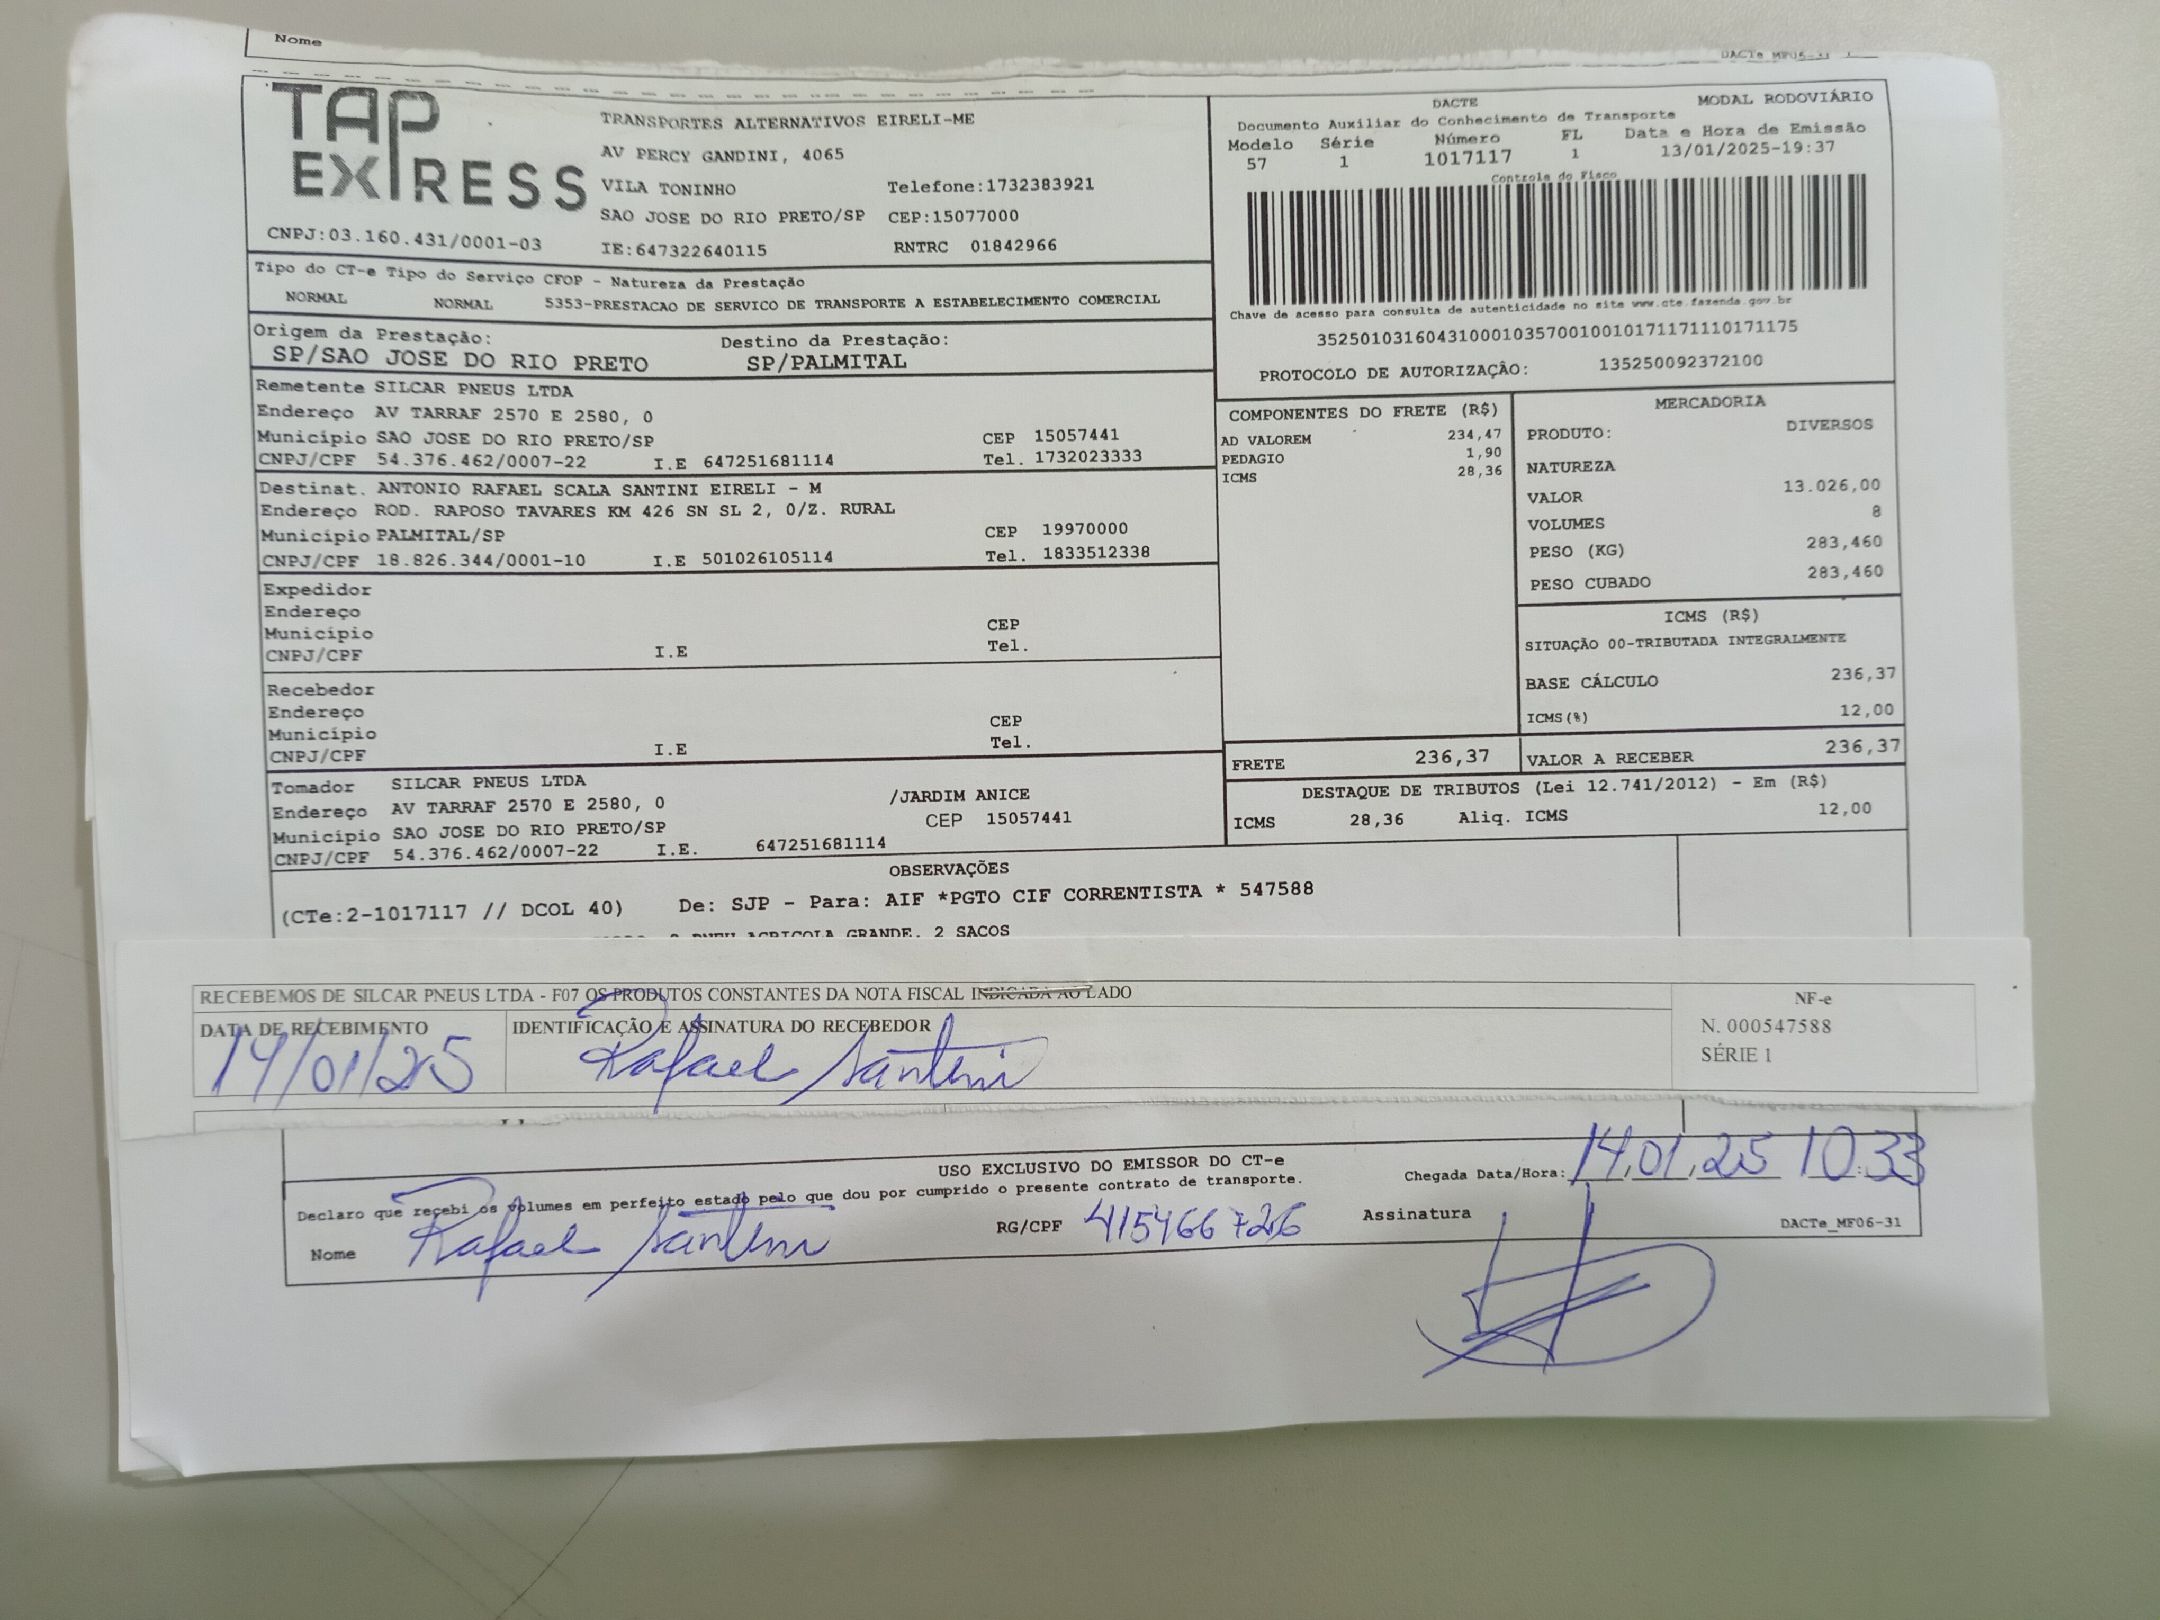 Nome
DACTe_MF06-31
TAP EXPRESS
TRANSPORTES ALTERNATIVOS EIRELI-ME
AV PERCY GANDINI, 4065
VILA TONINHO Telefone:1732383921
SAO JOSE DO RIO PRETO/SP CEP:15077000
CNPJ:03.160.431/0001-03 IE:647322640115 RNTRC 01842966
DACTE MODAL RODOVIÁRIO
Documento Auxiliar do Conhecimento de Transporte
Modelo Série Número FL Data e Hora de Emissão
57 1 1017117 1 13/01/2025-19:37
Controle do Fisco
Chave de acesso para consulta de autenticidade no site www.cte.fazenda.gov.br
35250103160431000103570010010171171110171175
PROTOCOLO DE AUTORIZAÇÃO: 135250092372100
Tipo do CT-e Tipo do Serviço CFOP - Natureza da Prestação
NORMAL NORMAL 5353-PRESTACAO DE SERVICO DE TRANSPORTE A ESTABELECIMENTO COMERCIAL
Origem da Prestação: Destino da Prestação:
SP/SAO JOSE DO RIO PRETO SP/PALMITAL
Remetente SILCAR PNEUS LTDA
Endereço AV TARRAF 2570 E 2580, 0
Município SAO JOSE DO RIO PRETO/SP CEP 15057441
CNPJ/CPF 54.376.462/0007-22 I.E 647251681114 Tel. 1732023333
Destinat. ANTONIO RAFAEL SCALA SANTINI EIRELI - M
Endereço ROD. RAPOSO TAVARES KM 426 SN SL 2, 0/Z. RURAL
Município PALMITAL/SP CEP 19970000
CNPJ/CPF 18.826.344/0001-10 I.E 501026105114 Tel. 1833512338
Expedidor
Endereço
Município CEP
CNPJ/CPF I.E Tel.
Recebedor
Endereço
Município CEP
CNPJ/CPF I.E Tel.
Tomador SILCAR PNEUS LTDA
Endereço AV TARRAF 2570 E 2580, 0 /JARDIM ANICE
Município SAO JOSE DO RIO PRETO/SP CEP 15057441
CNPJ/CPF 54.376.462/0007-22 I.E. 647251681114
COMPONENTES DO FRETE (R$)
AD VALOREM 234,47
PEDAGIO 1,90
ICMS 28,36
MERCADORIA
PRODUTO: DIVERSOS
NATUREZA
VALOR 13.026,00
VOLUMES 8
PESO (KG) 283,460
PESO CUBADO 283,460
ICMS (R$)
SITUAÇÃO 00-TRIBUTADA INTEGRALMENTE
BASE CÁLCULO 236,37
ICMS(%) 12,00
FRETE 236,37 VALOR A RECEBER 236,37
DESTAQUE DE TRIBUTOS (Lei 12.741/2012) - Em (R$)
ICMS 28,36 Aliq. ICMS 12,00
OBSERVAÇÕES
(CTe:2-1017117 // DCOL 40) De: SJP - Para: AIF *PGTO CIF CORRENTISTA * 547588
PNEU AGRICOLA GRANDE, 2 SACOS
RECEBEMOS DE SILCAR PNEUS LTDA - F07 OS PRODUTOS CONSTANTES DA NOTA FISCAL INDICADA AO LADO
DATA DE RECEBIMENTO IDENTIFICAÇÃO E ASSINATURA DO RECEBEDOR
14/01/25 Rafael Santini
NF-e
N. 000547588
SÉRIE 1
USO EXCLUSIVO DO EMISSOR DO CT-e
Chegada Data/Hora: 14.01.25 10:33
Declaro que recebi os volumes em perfeito estado pelo que dou por cumprido o presente contrato de transporte.
Nome Rafael Santini RG/CPF 415466726 Assinatura
DACTe_MF06-31